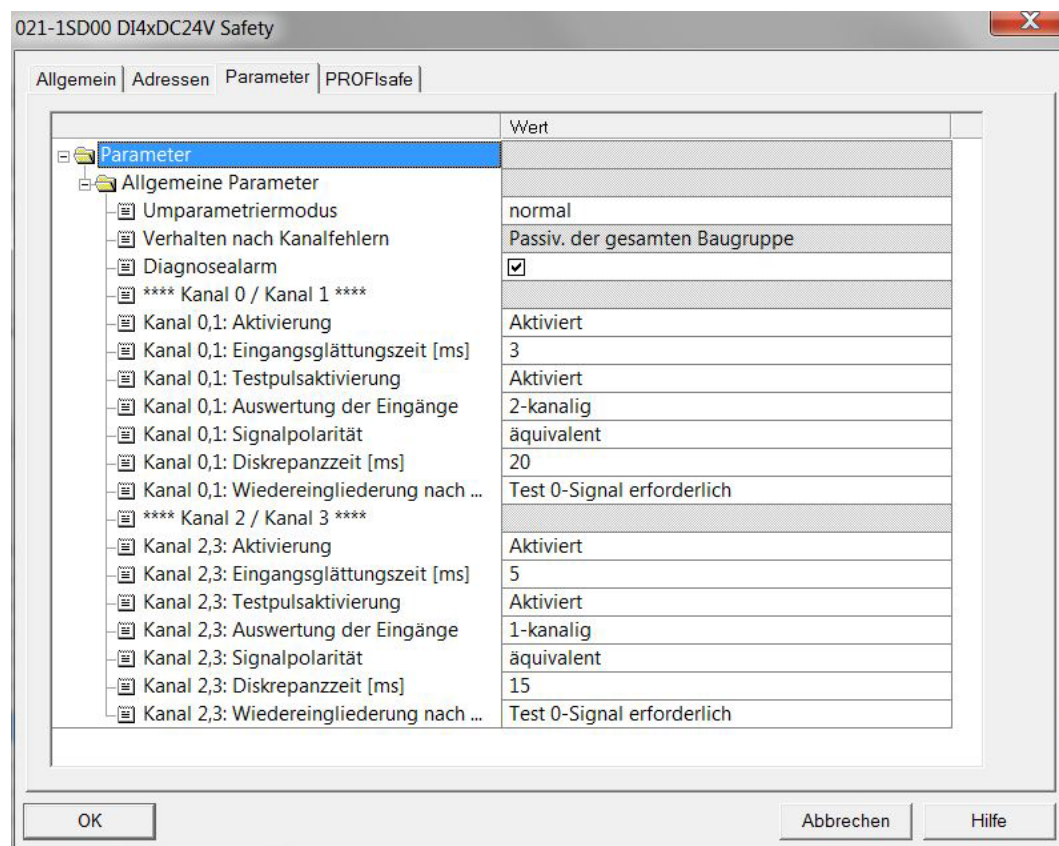 021-1SD00 DI4xDC24V Safety
Allgemein Adressen Parameter PROFIsafe
Wert
Parameter
Allgemeine Parameter
Umparametriermodus normal
Verhalten nach Kanalfehlern Passiv. der gesamten Baugruppe
Diagnosealarm
**** Kanal 0 / Kanal 1 ****
Kanal 0,1: Aktivierung Aktiviert
Kanal 0,1: Eingangsglättungszeit [ms] 3
Kanal 0,1: Testpulsaktivierung Aktiviert
Kanal 0,1: Auswertung der Eingänge 2-kanalig
Kanal 0,1: Signalpolarität äquivalent
Kanal 0,1: Diskrepanzzeit [ms] 20
Kanal 0,1: Wiedereingliederung nach ... Test 0-Signal erforderlich
**** Kanal 2 / Kanal 3 ****
Kanal 2,3: Aktivierung Aktiviert
Kanal 2,3: Eingangsglättungszeit [ms] 5
Kanal 2,3: Testpulsaktivierung Aktiviert
Kanal 2,3: Auswertung der Eingänge 1-kanalig
Kanal 2,3: Signalpolarität äquivalent
Kanal 2,3: Diskrepanzzeit [ms] 15
Kanal 2,3: Wiedereingliederung nach ... Test 0-Signal erforderlich
OK Abbrechen Hilfe